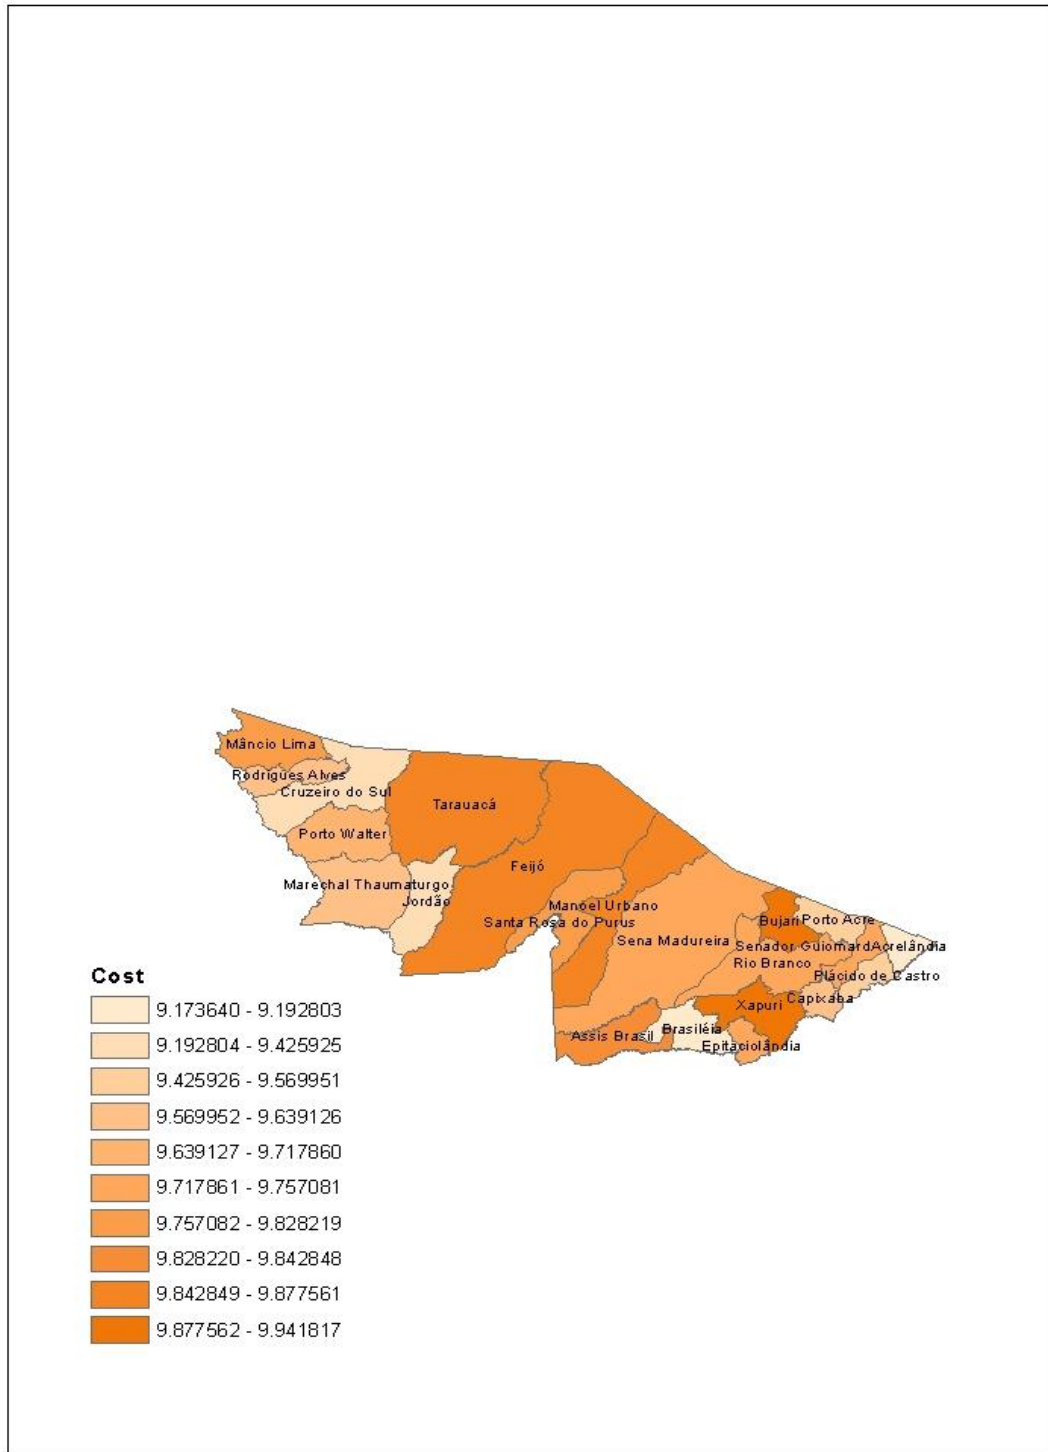 Mâncio Lima
Rodrigues Alves
Cruzeiro do Sul
Tarauacá
Porto Walter
Feijó
Marechal Thaumaturgo
Jordão
Manoel Urbano
Santa Rosa do Purus
Bujari
Porto Acre
Sena Madureira
Senador Guiomard
Acrelândia
Rio Branco
Plácido de Castro
Xapuri
Capixaba
Assis Brasil
Brasiléia
Epitaciolândia
Cost
9.173640 - 9.192803
9.192804 - 9.425925
9.425926 - 9.569951
9.569952 - 9.639126
9.639127 - 9.717860
9.717861 - 9.757081
9.757082 - 9.828219
9.828220 - 9.842848
9.842849 - 9.877561
9.877562 - 9.941817